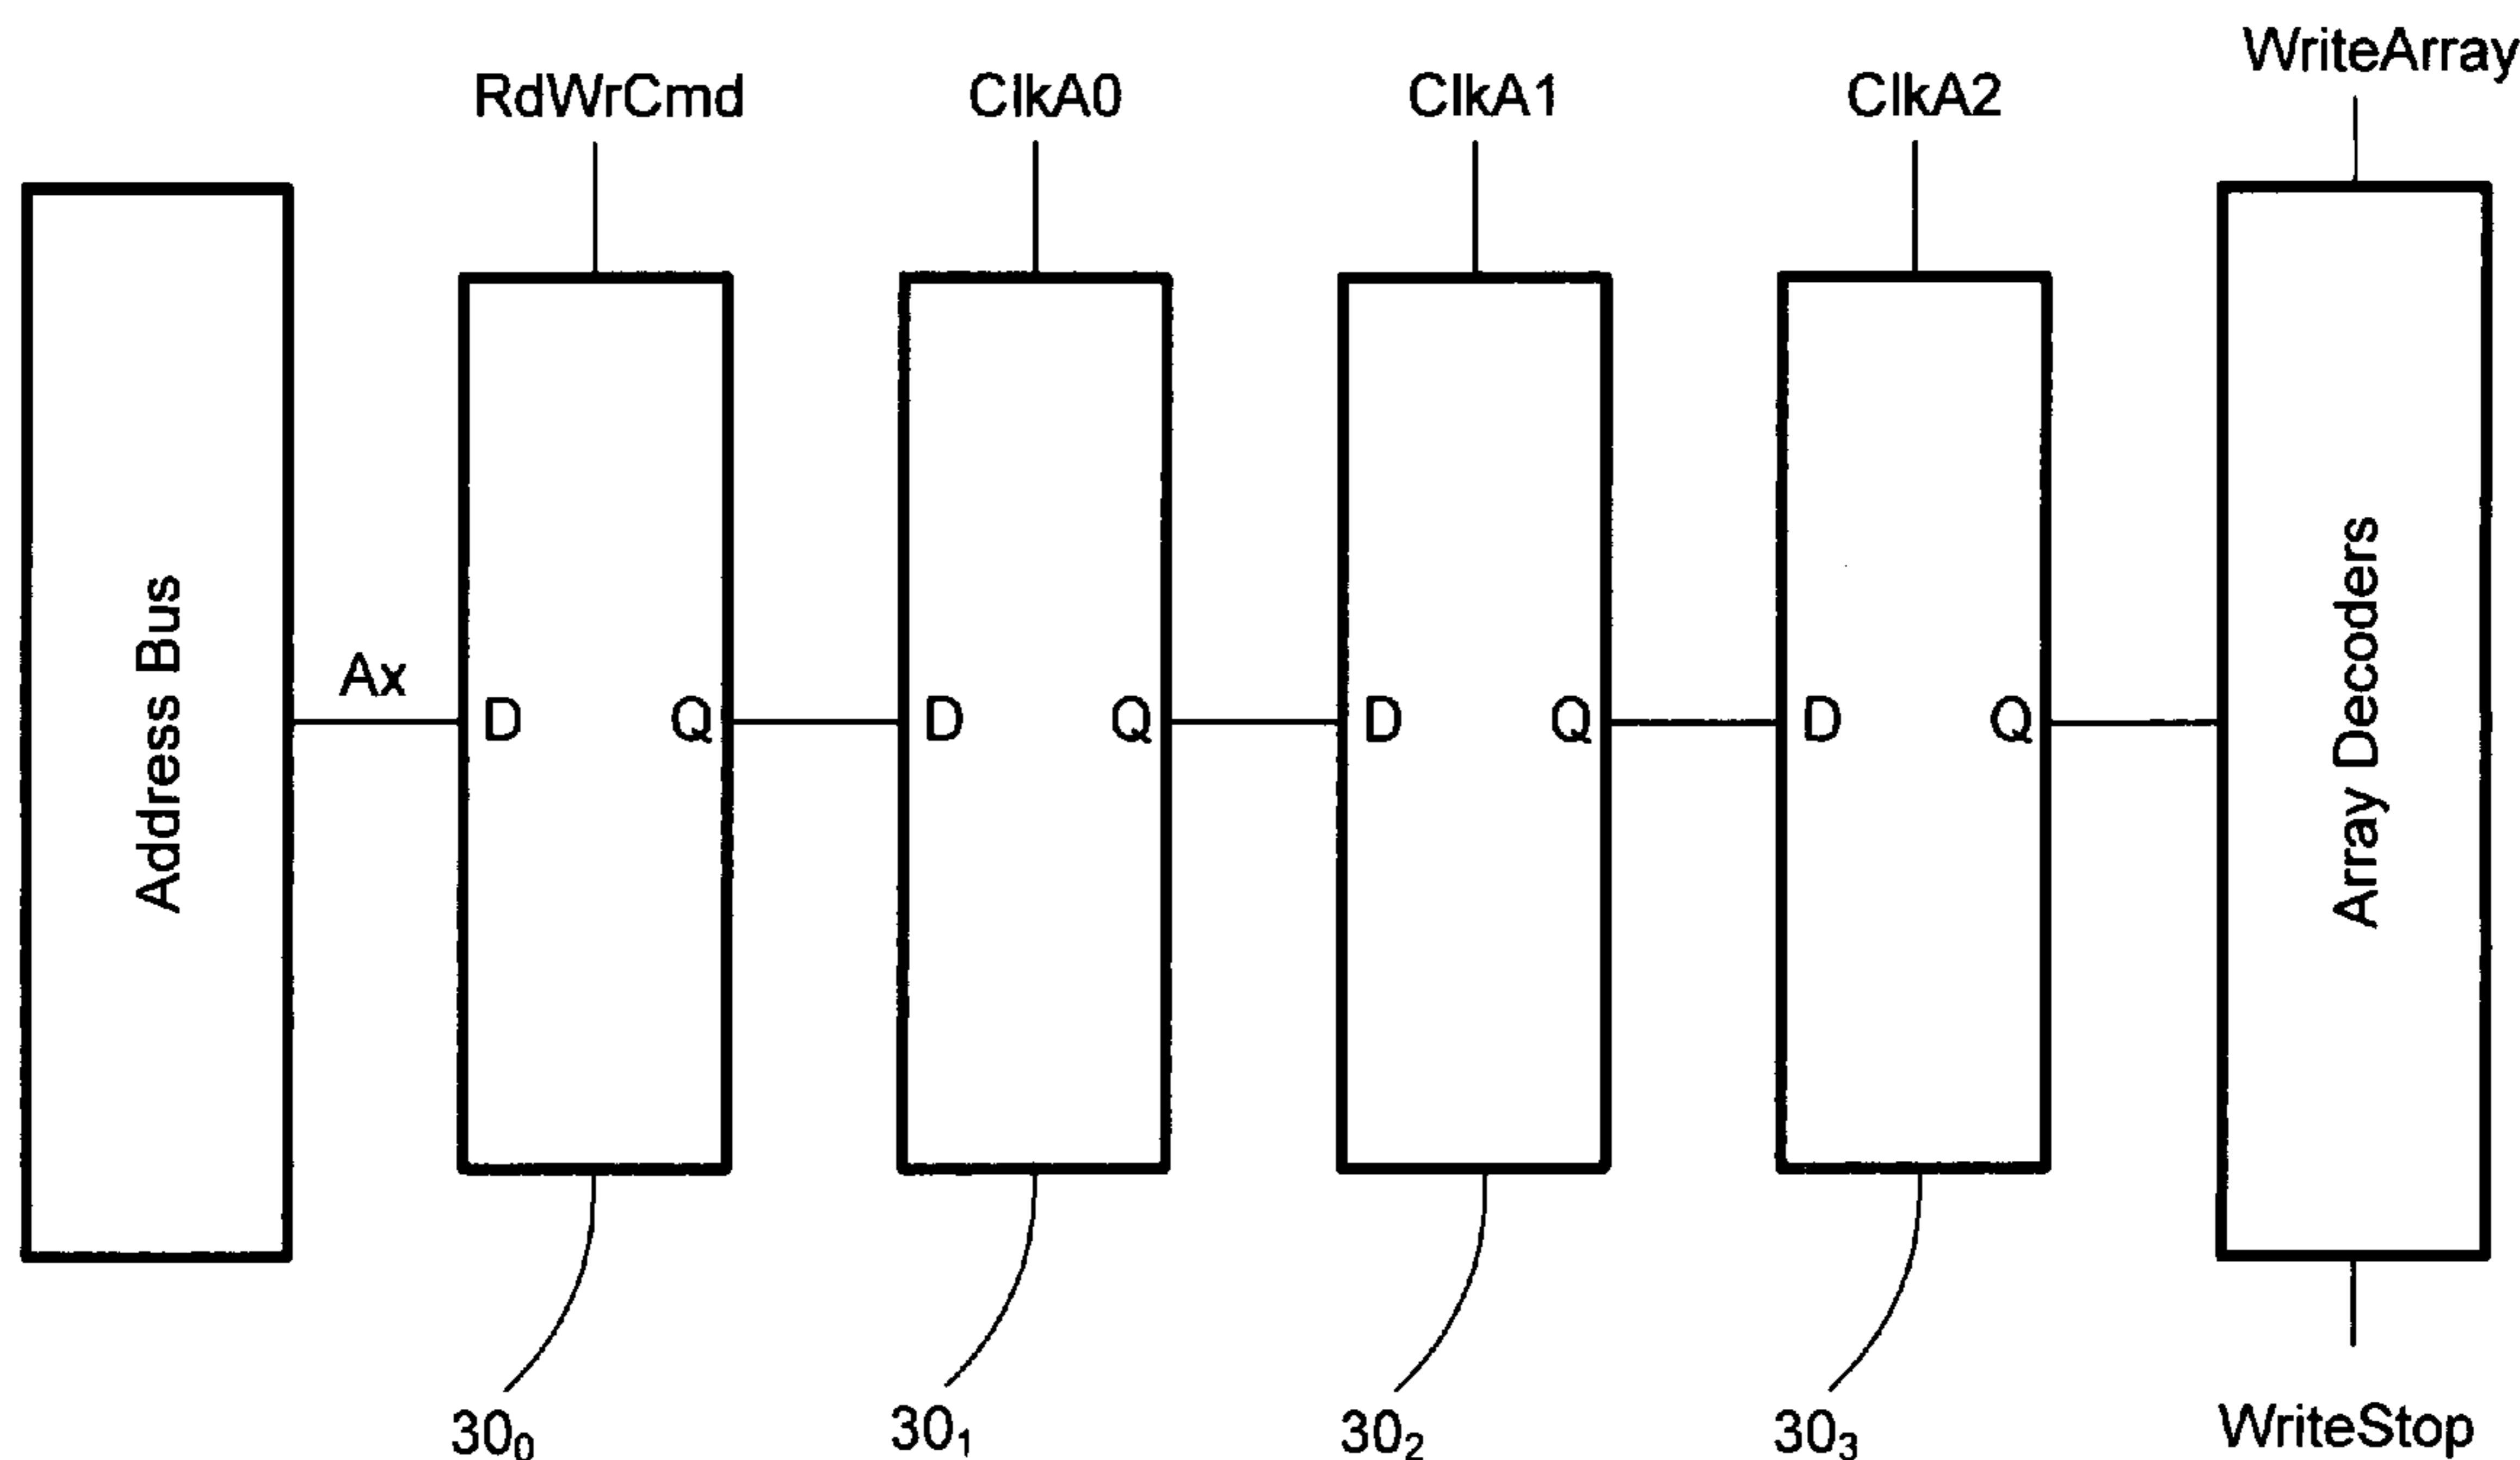 WriteArray
RdWrCmd
ClkA0
ClkA1
ClkA2
Address Bus
Ax
D
Q
D
Q
D
Q
D
Q
Array Decoders
30₀
30₁
30₂
30₃
WriteStop